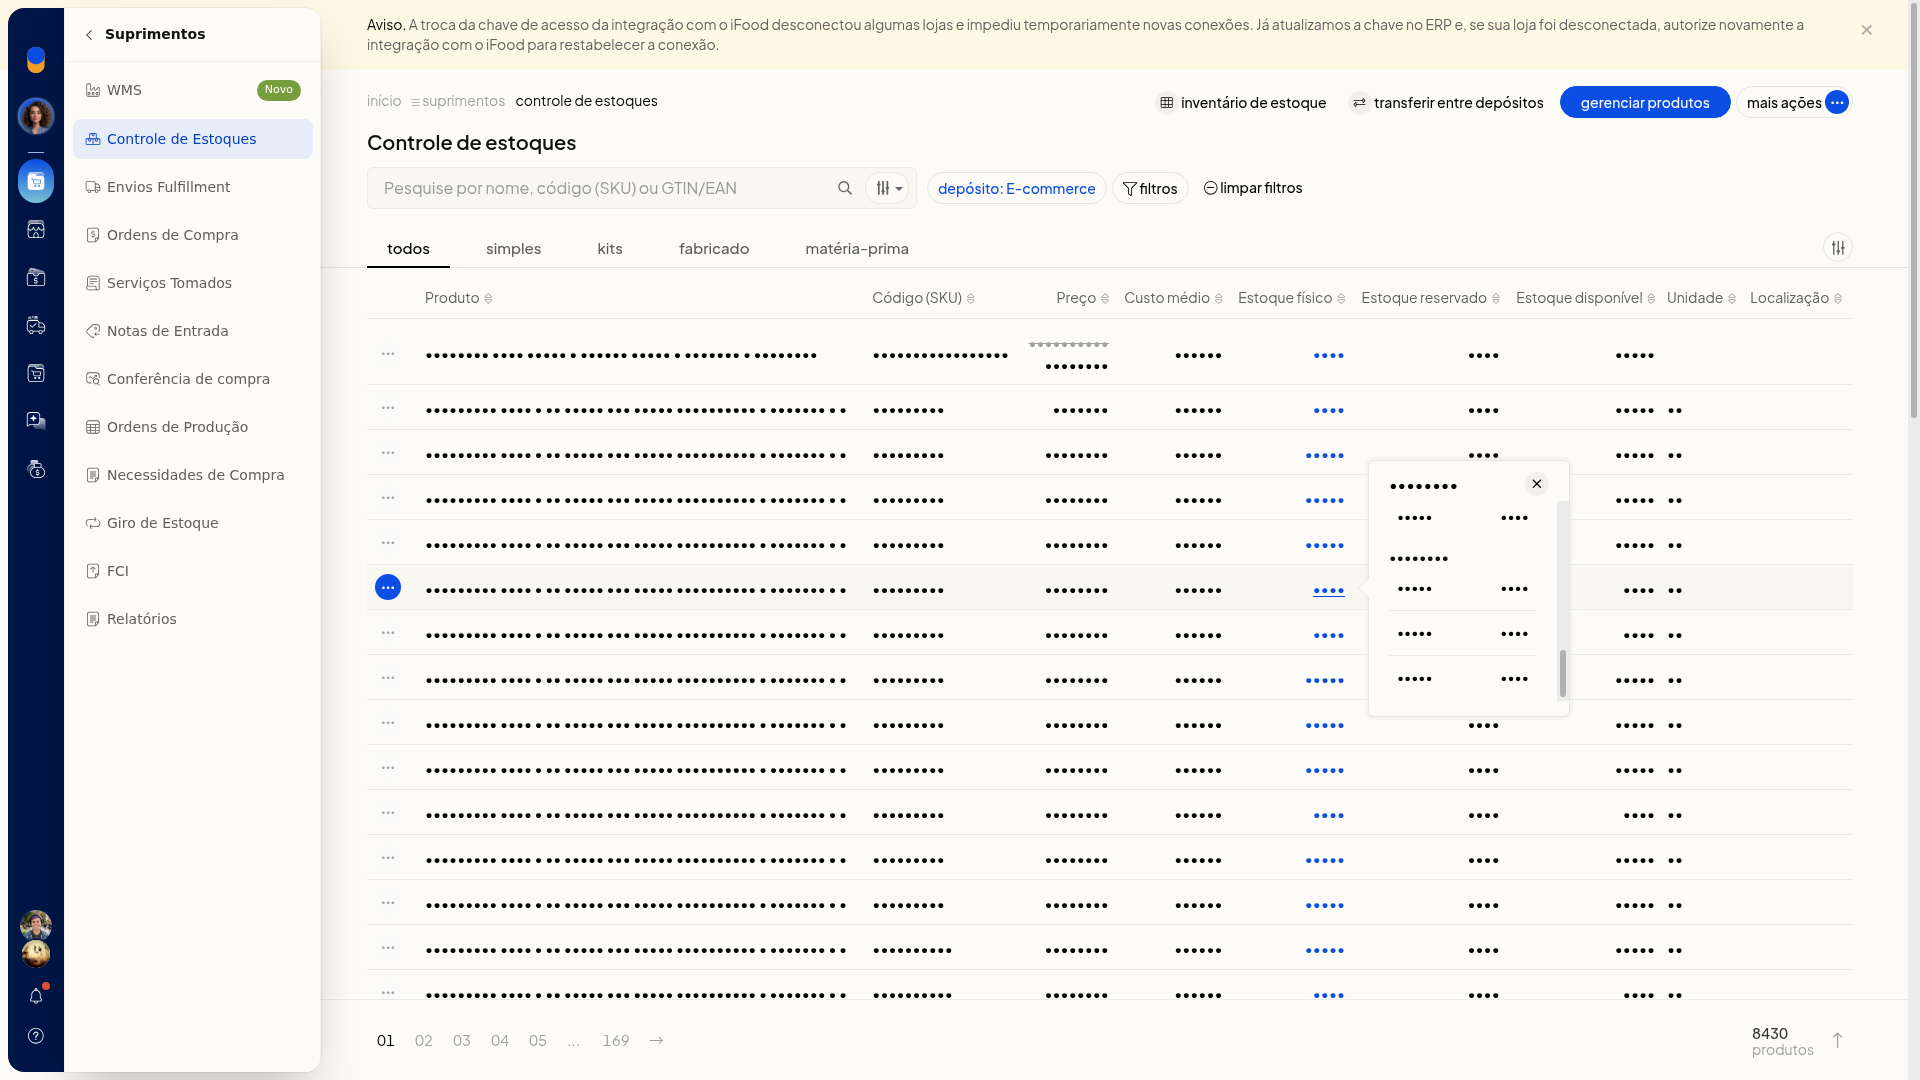 Suprimentos
WMS
Novo
Controle de Estoques
Envios Fulfillment
Ordens de Compra
Serviços Tomados
Notas de Entrada
Conferência de compra
Ordens de Produção
Necessidades de Compra
Giro de Estoque
FCI
Relatórios
Aviso. A troca da chave de acesso da integração com o iFood desconectou algumas lojas e impediu temporariamente novas conexões. Já atualizamos a chave no ERP e, se sua loja foi desconectada, autorize novamente a
integração com o iFood para restabelecer a conexão.
início suprimentos controle de estoques
inventário de estoque transferir entre depósitos gerenciar produtos mais ações
Controle de estoques
Pesquise por nome, código (SKU) ou GTIN/EAN
depósito: E-commerce filtros limpar filtros
todos simples kits fabricado matéria-prima
Produto Código (SKU) Preço Custo médio Estoque físico Estoque reservado Estoque disponível Unidade Localização
01 02 03 04 05 ... 169 →
8430
produtos